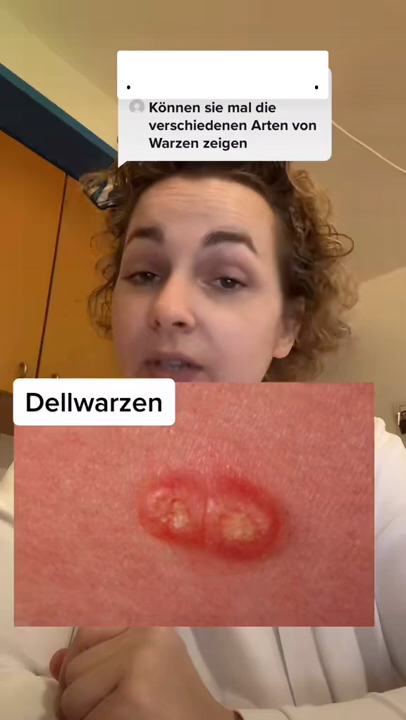 Können sie mal die
verschiedenen Arten von
Warzen zeigen
Dellwarzen